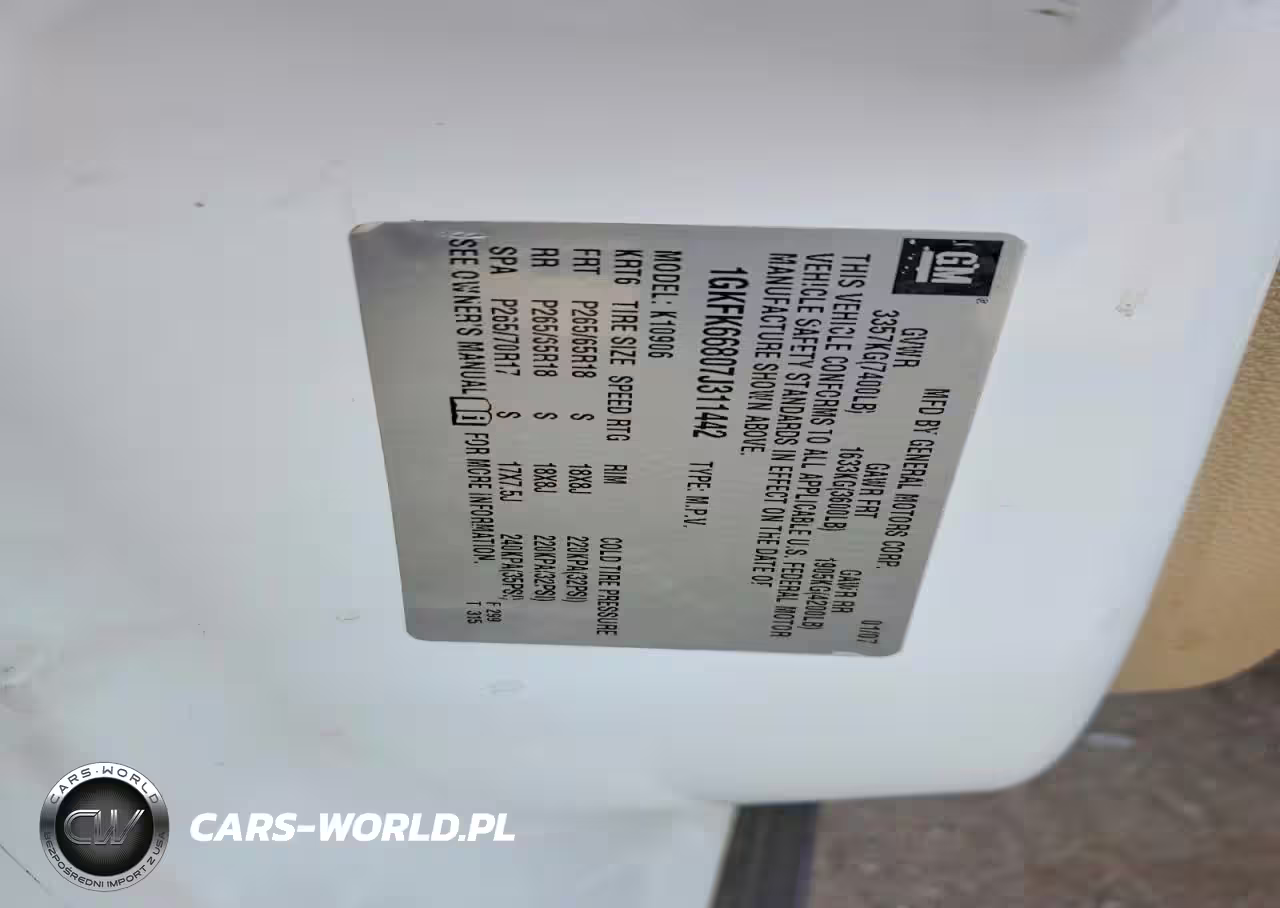 GM
®
MFD BY GENERAL MOTORS CORP. 01/07
GVWR GAWR FRT GAWR RR
3357KG(7400LB) 1633KG(3600LB) 1905KG(4200LB)
THIS VEHICLE CONFORMS TO ALL APPLICABLE U.S. FEDERAL MOTOR
VEHICLE SAFETY STANDARDS IN EFFECT ON THE DATE OF
MANUFACTURE SHOWN ABOVE.
1GKFK66807J311442 TYPE: M.P.V.
MODEL: K10906
KRT6 TIRE SIZE SPEED RTG RIM COLD TIRE PRESSURE
FRT P265/65R18 S 18X8J 220KPA(32PSI)
RR P265/65R18 S 18X8J 220KPA(32PSI)
SPA P265/70R17 S 17X7.5J 240KPA(35PSI)
SEE OWNER'S MANUAL FOR MORE INFORMATION.
F 299
T 315
CARS-WORLD
CW
BEZPOŚREDNI IMPORT Z USA
CARS-WORLD.PL